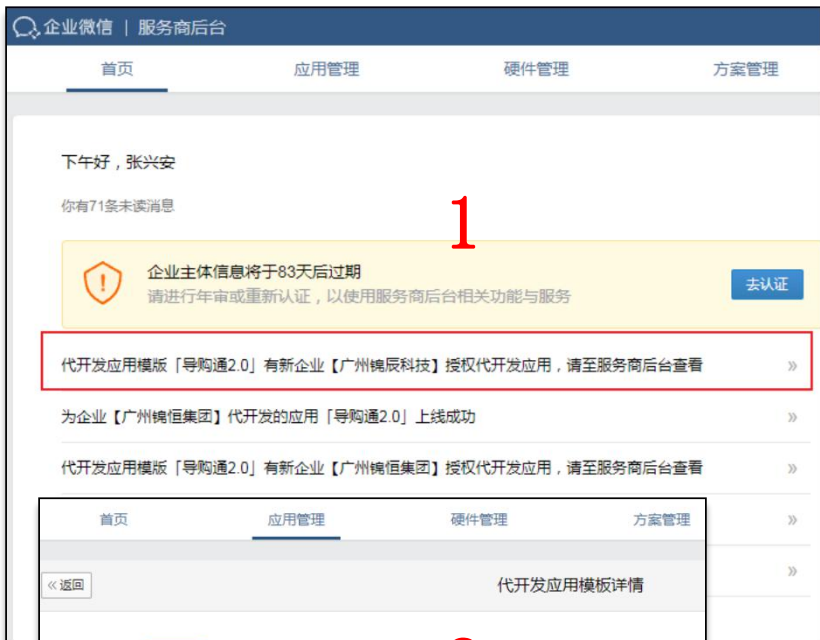 企业微信 | 服务商后台
首页 应用管理 硬件管理 方案管理
下午好，张兴安
你有71条未读消息
1
企业主体信息将于83天后过期
请进行年审或重新认证，以使用服务商后台相关功能与服务
去认证
代开发应用模版「导购通2.0」有新企业【广州锦辰科技】授权代开发应用，请至服务商后台查看 »
为企业【广州锦恒集团】代开发的应用「导购通2.0」上线成功 »
代开发应用模版「导购通2.0」有新企业【广州锦恒集团】授权代开发应用，请至服务商后台查看 »
首页 应用管理 硬件管理 方案管理 »
»
«返回 代开发应用模板详情